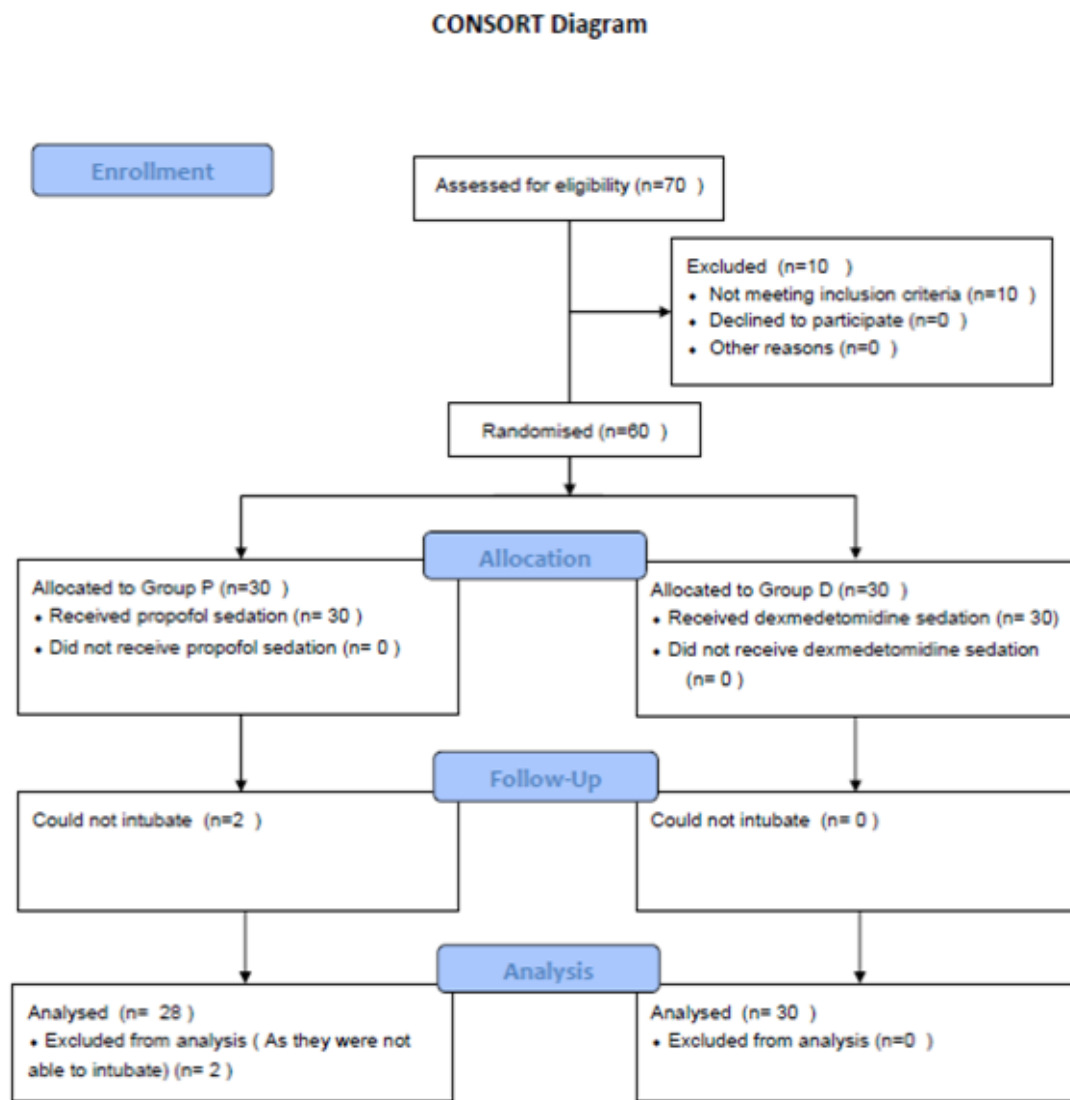 CONSORT Diagram
Enrollment
Assessed for eligibility (n=70 )
Excluded (n=10 )
• Not meeting inclusion criteria (n=10 )
• Declined to participate (n=0 )
• Other reasons (n=0 )
Randomised (n=60 )
Allocation
Allocated to Group P (n=30 )
• Received propofol sedation (n= 30 )
• Did not receive propofol sedation (n= 0 )
Allocated to Group D (n=30 )
• Received dexmedetomidine sedation (n= 30)
• Did not receive dexmedetomidine sedation
(n= 0 )
Follow-Up
Could not intubate (n=2 )
Could not intubate (n= 0 )
Analysis
Analysed (n= 28 )
• Excluded from analysis ( As they were not
able to intubate) (n= 2 )
Analysed (n= 30 )
• Excluded from analysis (n=0 )